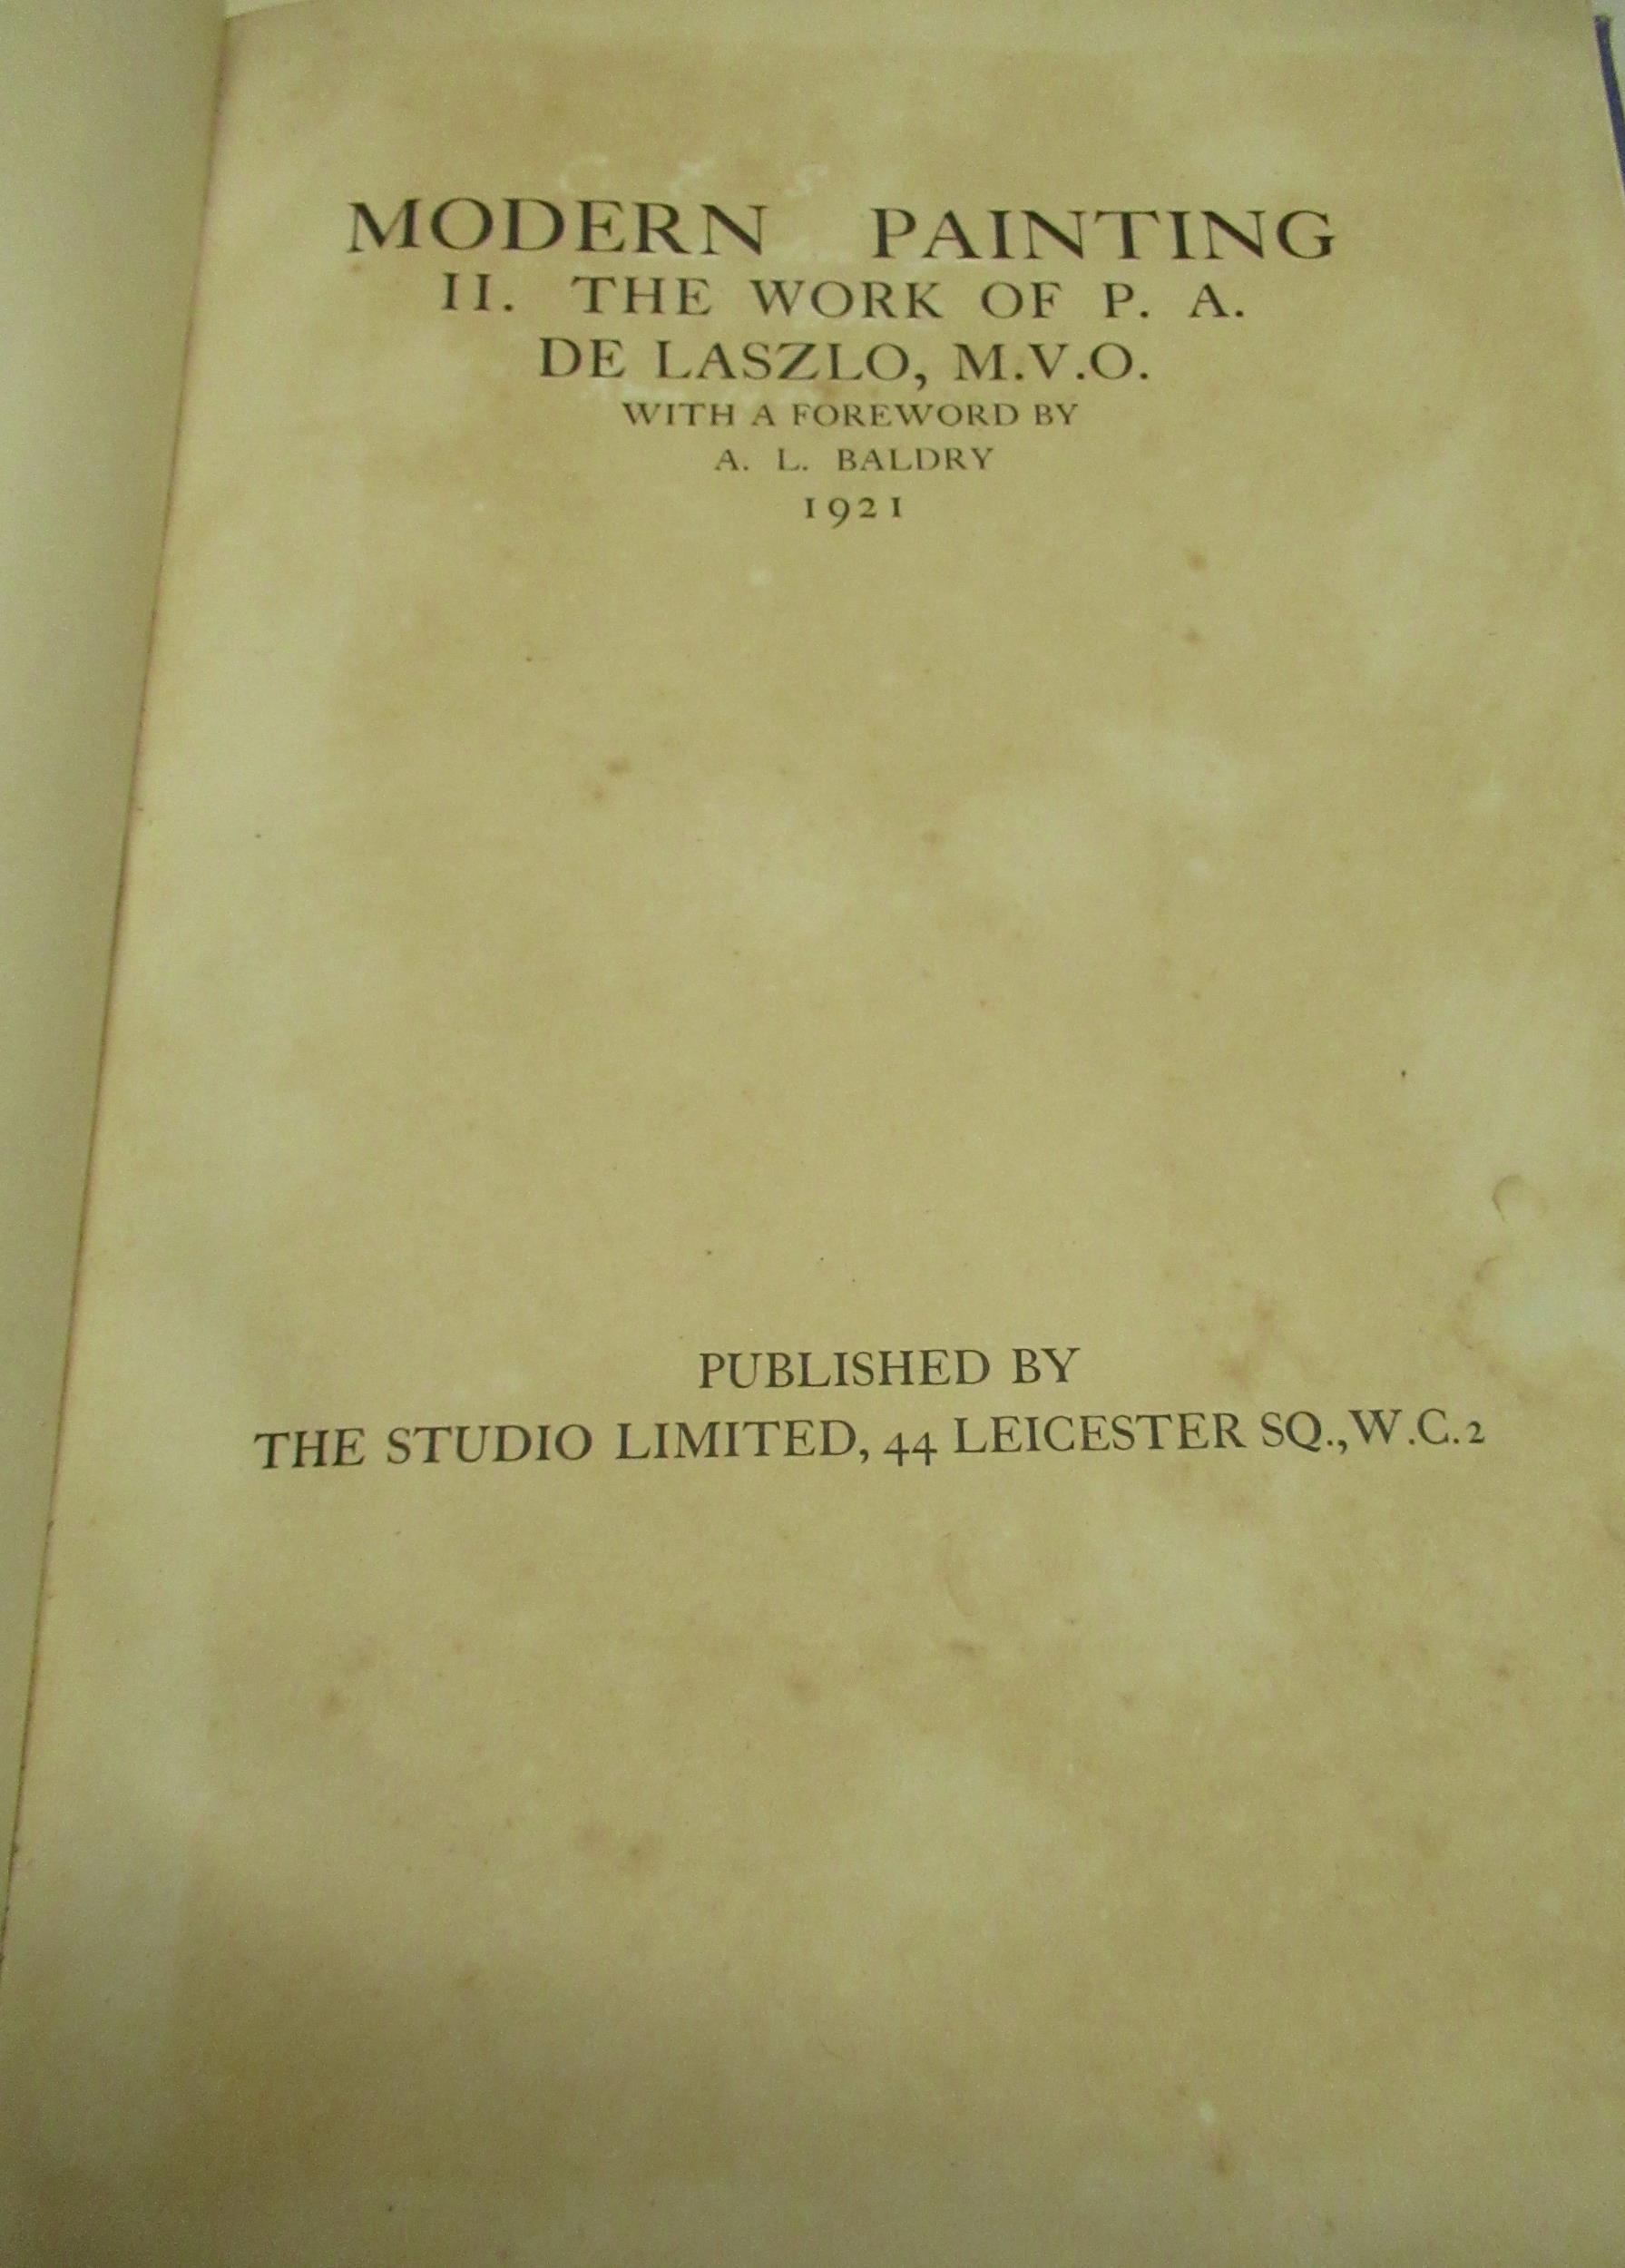 MODERN PAINTING
II. THE WORK OF P. A.
DE LASZLO, M.V.O.
WITH A FOREWORD BY
A. L. BALDRY
1921
PUBLISHED BY
THE STUDIO LIMITED, 44 LEICESTER SQ., W.C.2